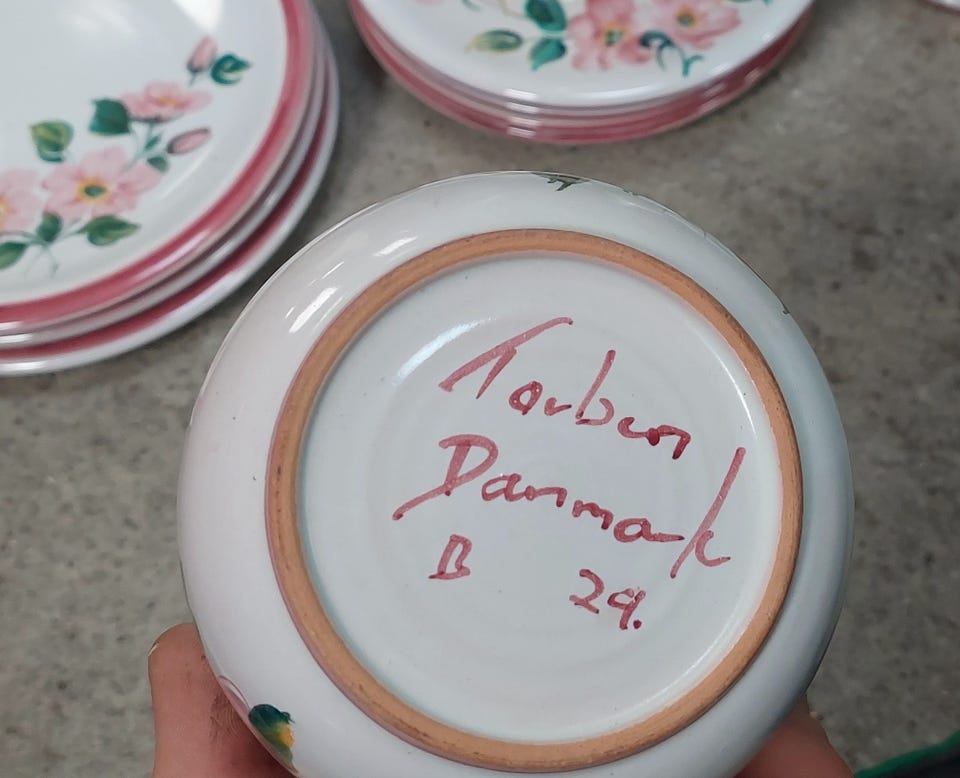 Torben
Danmark
B 29.